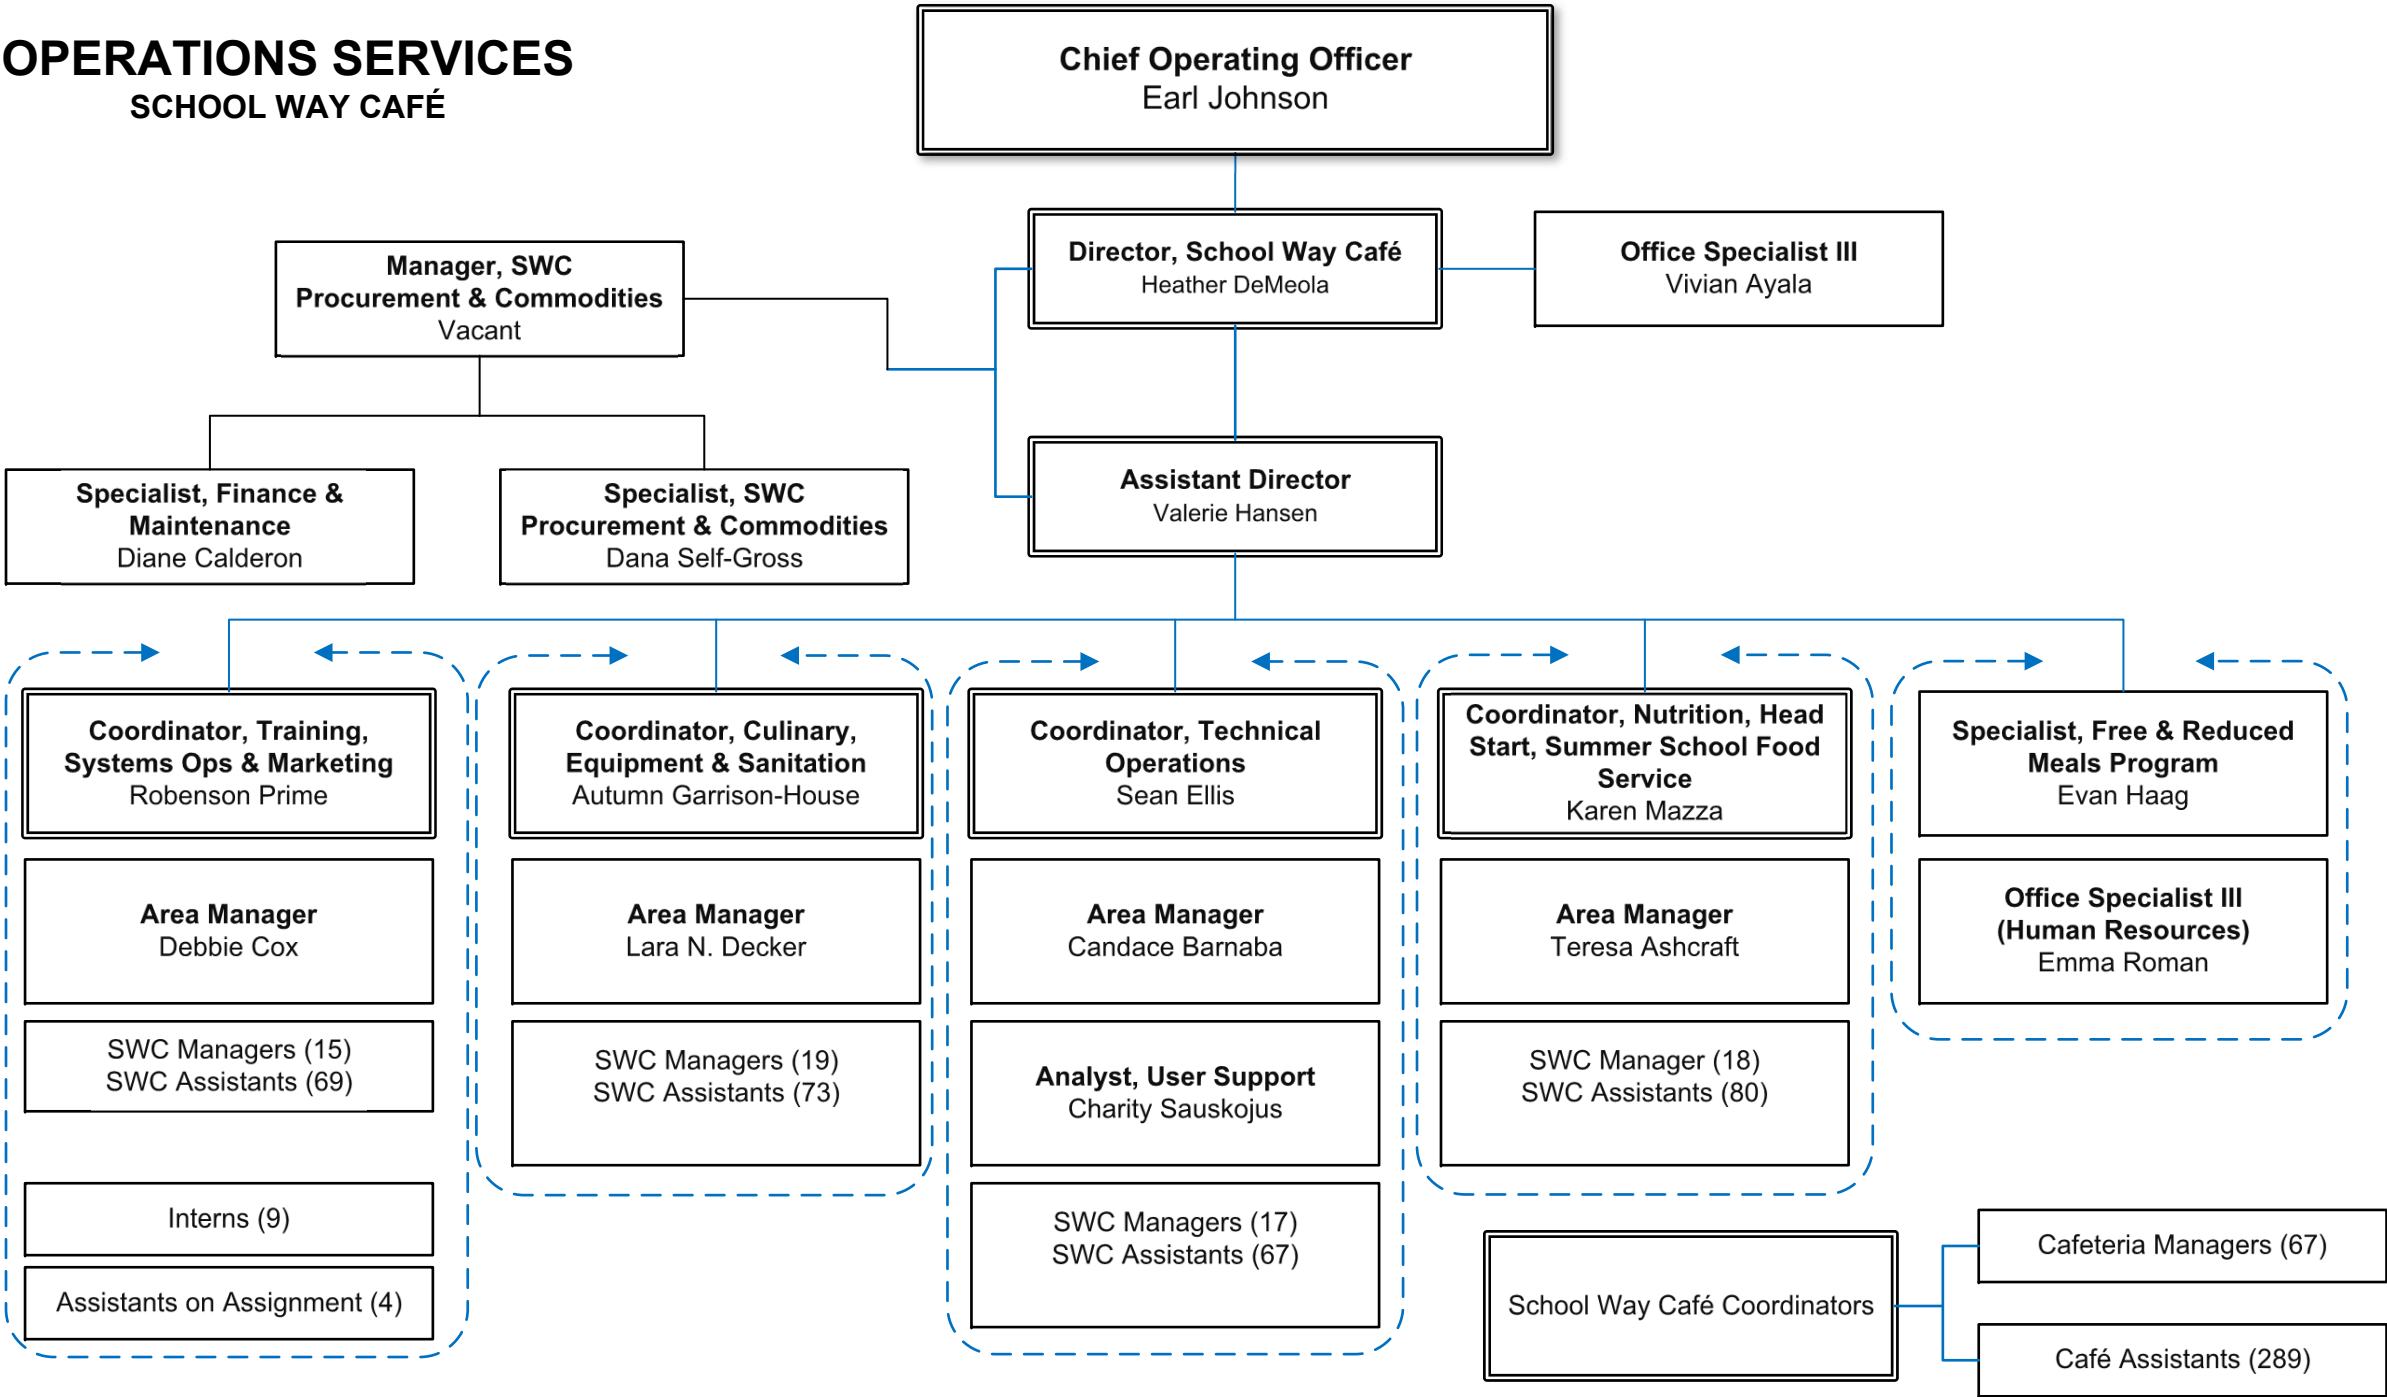 OPERATIONS SERVICES
SCHOOL WAY CAFÉ
Chief Operating Officer
Earl Johnson
Director, School Way Café
Heather DeMeola
Office Specialist III
Vivian Ayala
Manager, SWC
Procurement & Commodities
Vacant
Specialist, Finance &
Maintenance
Diane Calderon
Specialist, SWC
Procurement & Commodities
Dana Self-Gross
Assistant Director
Valerie Hansen
Coordinator, Training,
Systems Ops & Marketing
Robenson Prime
Area Manager
Debbie Cox
SWC Managers (15)
SWC Assistants (69)
Interns (9)
Assistants on Assignment (4)
Coordinator, Culinary,
Equipment & Sanitation
Autumn Garrison-House
Area Manager
Lara N. Decker
SWC Managers (19)
SWC Assistants (73)
Coordinator, Technical
Operations
Sean Ellis
Area Manager
Candace Barnaba
Analyst, User Support
Charity Sauskojus
SWC Managers (17)
SWC Assistants (67)
Coordinator, Nutrition, Head
Start, Summer School Food
Service
Karen Mazza
Area Manager
Teresa Ashcraft
SWC Manager (18)
SWC Assistants (80)
Specialist, Free & Reduced
Meals Program
Evan Haag
Office Specialist III
(Human Resources)
Emma Roman
School Way Café Coordinators
Cafeteria Managers (67)
Café Assistants (289)